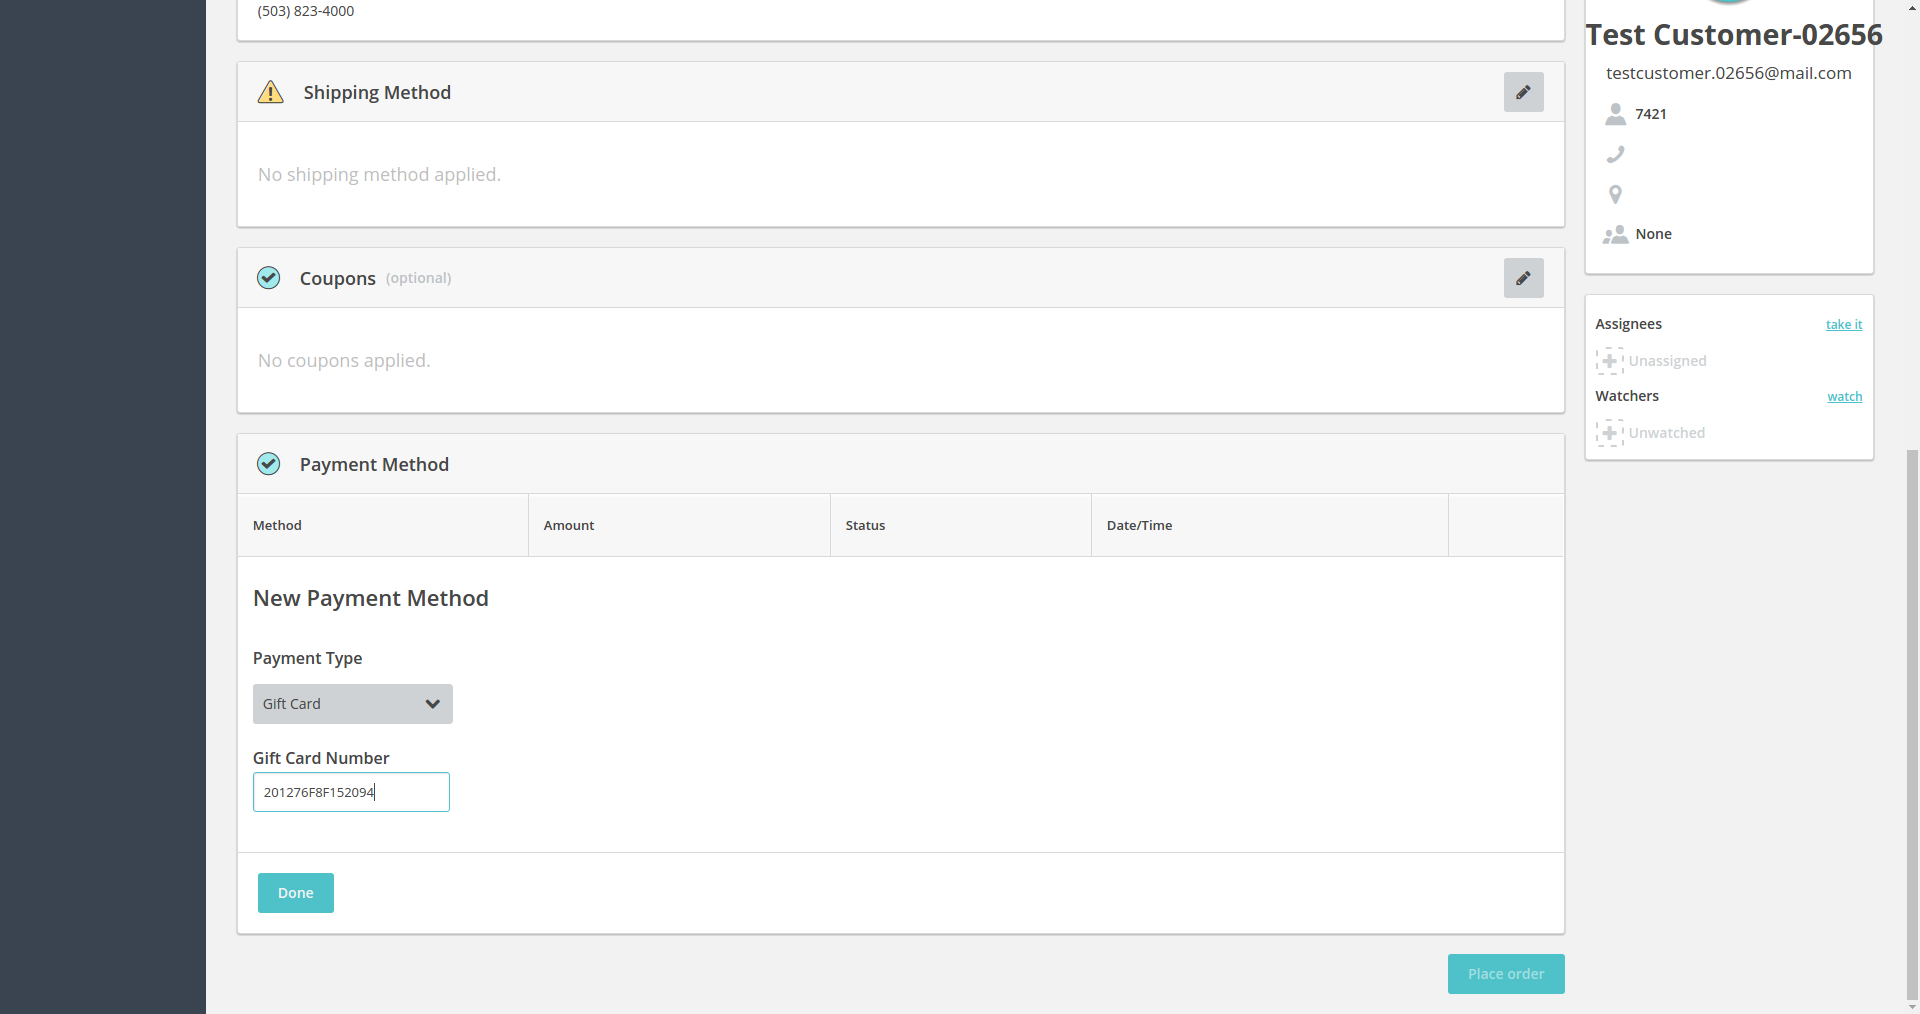 (503) 823-4000
Shipping Method
No shipping method applied.
Coupons (optional)
No coupons applied.
Payment Method
Method Amount Status Date/Time
New Payment Method
Payment Type
Gift Card
Gift Card Number
201276F8F152094
Done
Place order
Test Customer-02656
testcustomer.02656@mail.com
7421
None
Assignees take it
Unassigned
Watchers watch
Unwatched